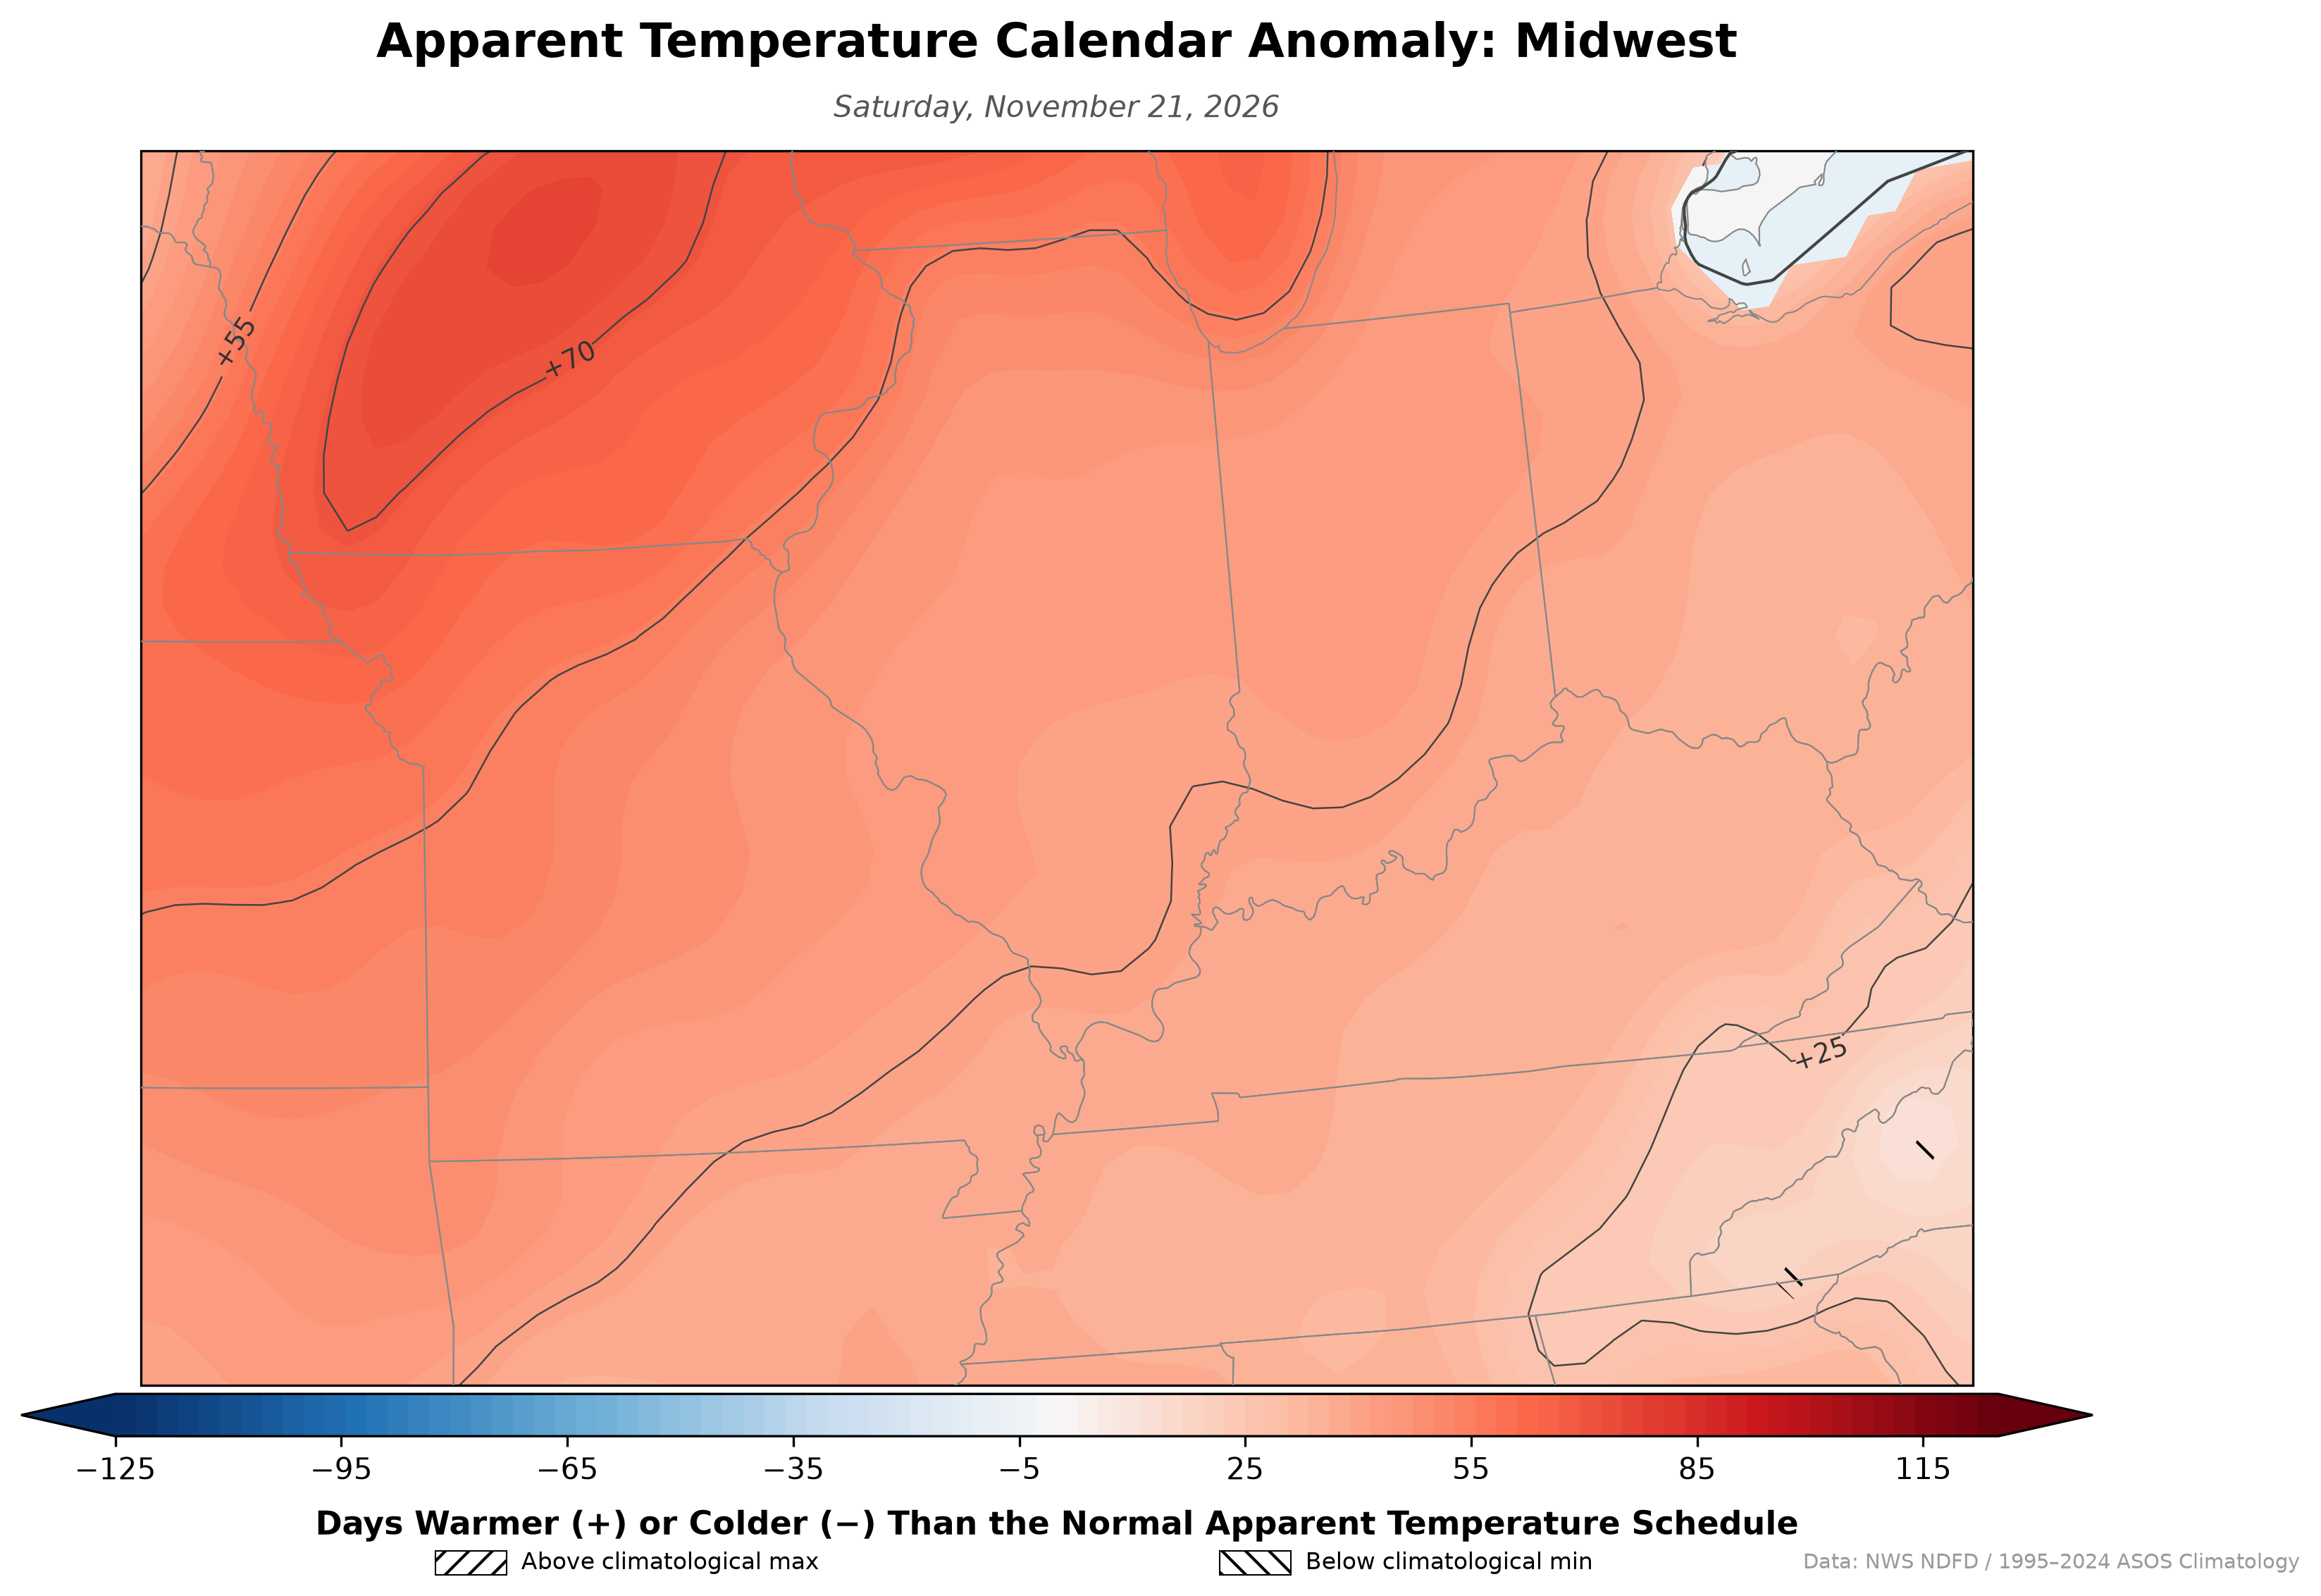 Apparent Temperature Calendar Anomaly: Midwest
Saturday, November 21, 2026
+55
+70
+25
−125 −95 −65 −35 −5 25 55 85 115
Days Warmer (+) or Colder (−) Than the Normal Apparent Temperature Schedule
Above climatological max Below climatological min Data: NWS NDFD / 1995–2024 ASOS Climatology